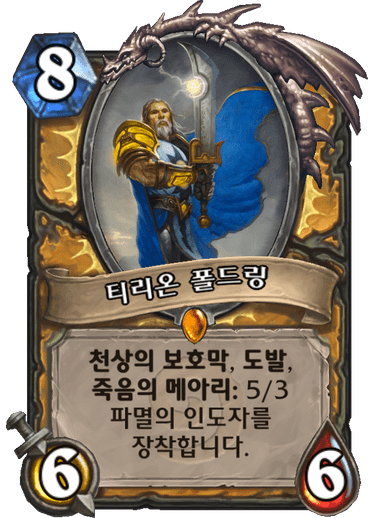 8
티리온 폴드링
천상의 보호막, 도발,
죽음의 메아리: 5/3
파멸의 인도자를
장착합니다.
6
6